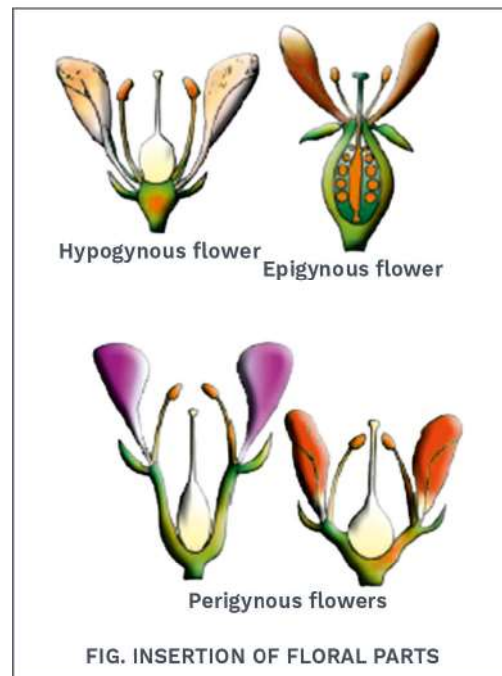 Hypogynous flower
Epigynous flower
Perigynous flowers
FIG. INSERTION OF FLORAL PARTS